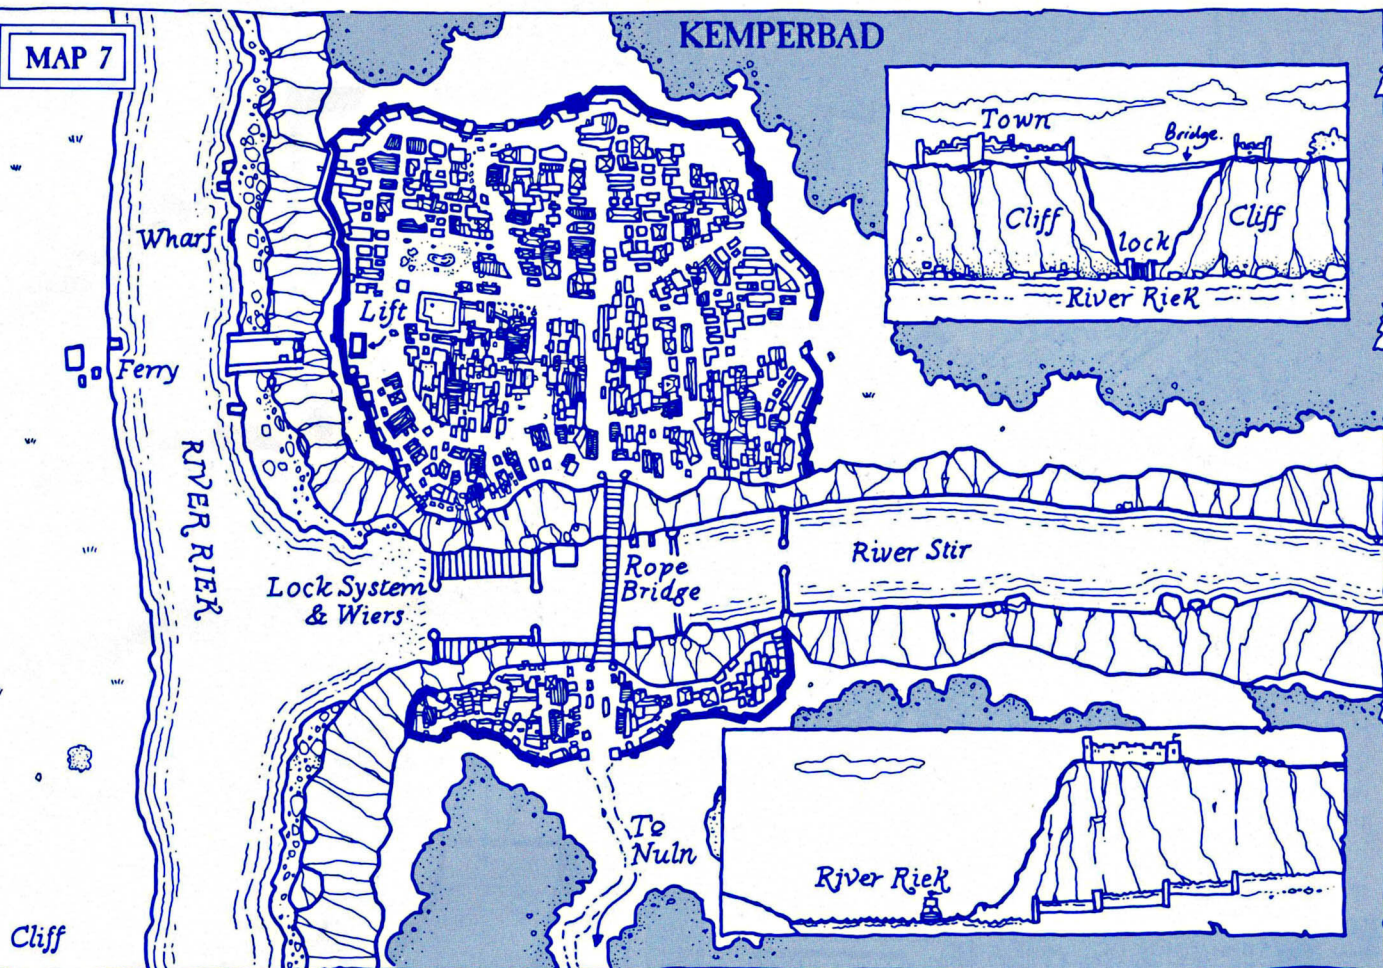 MAP 7
KEMPERBAD
Town
Bridge.
Cliff
lock
Cliff
River Riek
Wharf
Lift
Ferry
RIVER RIEK
Lock System
& Wiers
Rope
Bridge
River Stir
To
Nuln
River Riek
Cliff